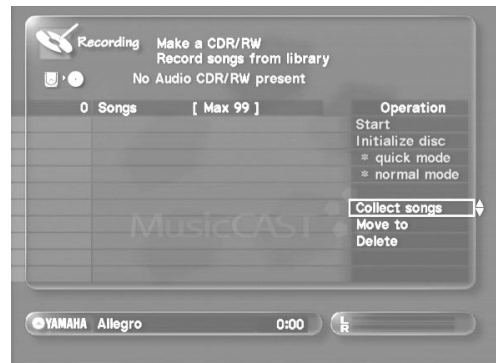 Recording
Make a CDR/RW
Record songs from library
No Audio CDR/RW present
0 Songs [ Max 99 ]
Operation
Start
Initialize disc
* quick mode
* normal mode
Collect songs
Move to
Delete
MusicCAST
YAMAHA Allegro 0:00
L
R